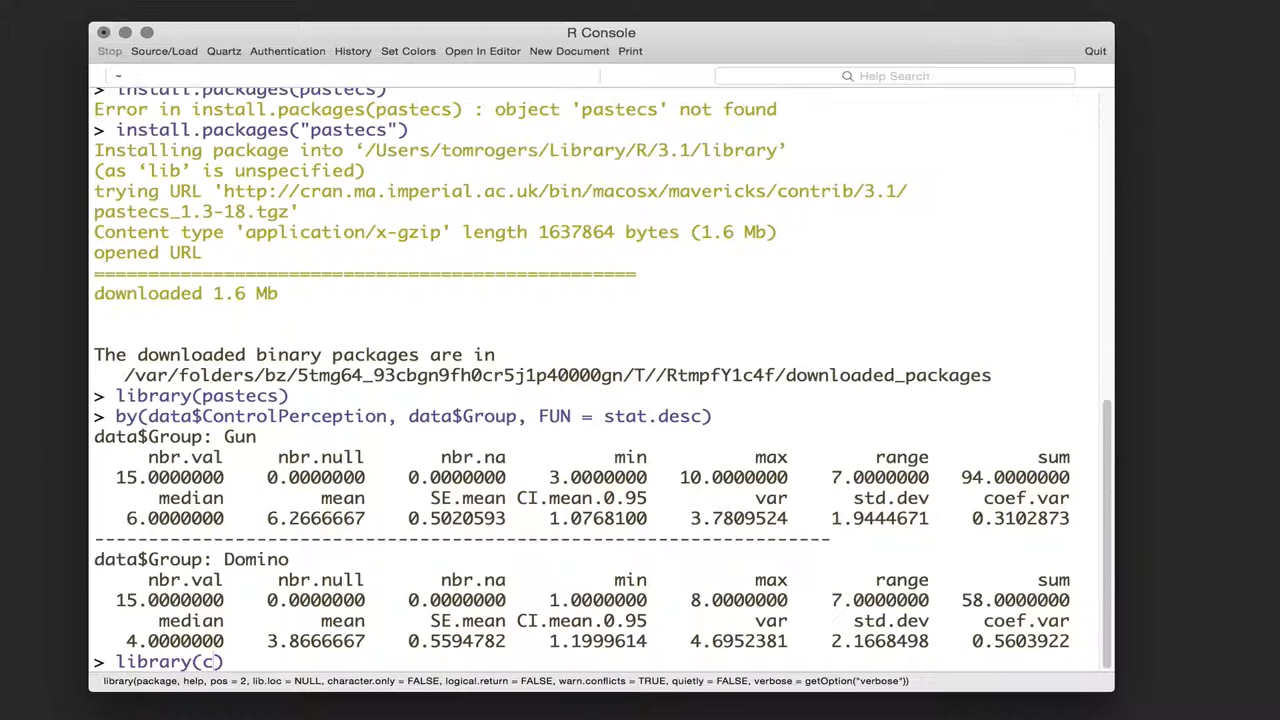 R Console
Stop Source/Load Quartz Authentication History Set Colors Open In Editor New Document Print Quit
~ Help Search
> install.packages(pastecs)
Error in install.packages(pastecs) : object 'pastecs' not found
> install.packages("pastecs")
Installing package into ‘/Users/tomrogers/Library/R/3.1/library’
(as ‘lib’ is unspecified)
trying URL 'http://cran.ma.imperial.ac.uk/bin/macosx/mavericks/contrib/3.1/
pastecs_1.3-18.tgz'
Content type 'application/x-gzip' length 1637864 bytes (1.6 Mb)
opened URL
==================================================
downloaded 1.6 Mb
The downloaded binary packages are in
/var/folders/bz/5tmg64_93cbgn9fh0cr5j1p40000gn/T//RtmpfY1c4f/downloaded_packages
> library(pastecs)
> by(data$ControlPerception, data$Group, FUN = stat.desc)
data$Group: Gun
nbr.val nbr.null nbr.na min max range sum
15.0000000 0.0000000 0.0000000 3.0000000 10.0000000 7.0000000 94.0000000
median mean SE.mean CI.mean.0.95 var std.dev coef.var
6.0000000 6.2666667 0.5020593 1.0768100 3.7809524 1.9444671 0.3102873
--------------------------------------------------------------------
data$Group: Domino
nbr.val nbr.null nbr.na min max range sum
15.0000000 0.0000000 0.0000000 1.0000000 8.0000000 7.0000000 58.0000000
median mean SE.mean CI.mean.0.95 var std.dev coef.var
4.0000000 3.8666667 0.5594782 1.1999614 4.6952381 2.1668498 0.5603922
> library(c)
library(package, help, pos = 2, lib.loc = NULL, character.only = FALSE, logical.return = FALSE, warn.conflicts = TRUE, quietly = FALSE, verbose = getOption("verbose"))